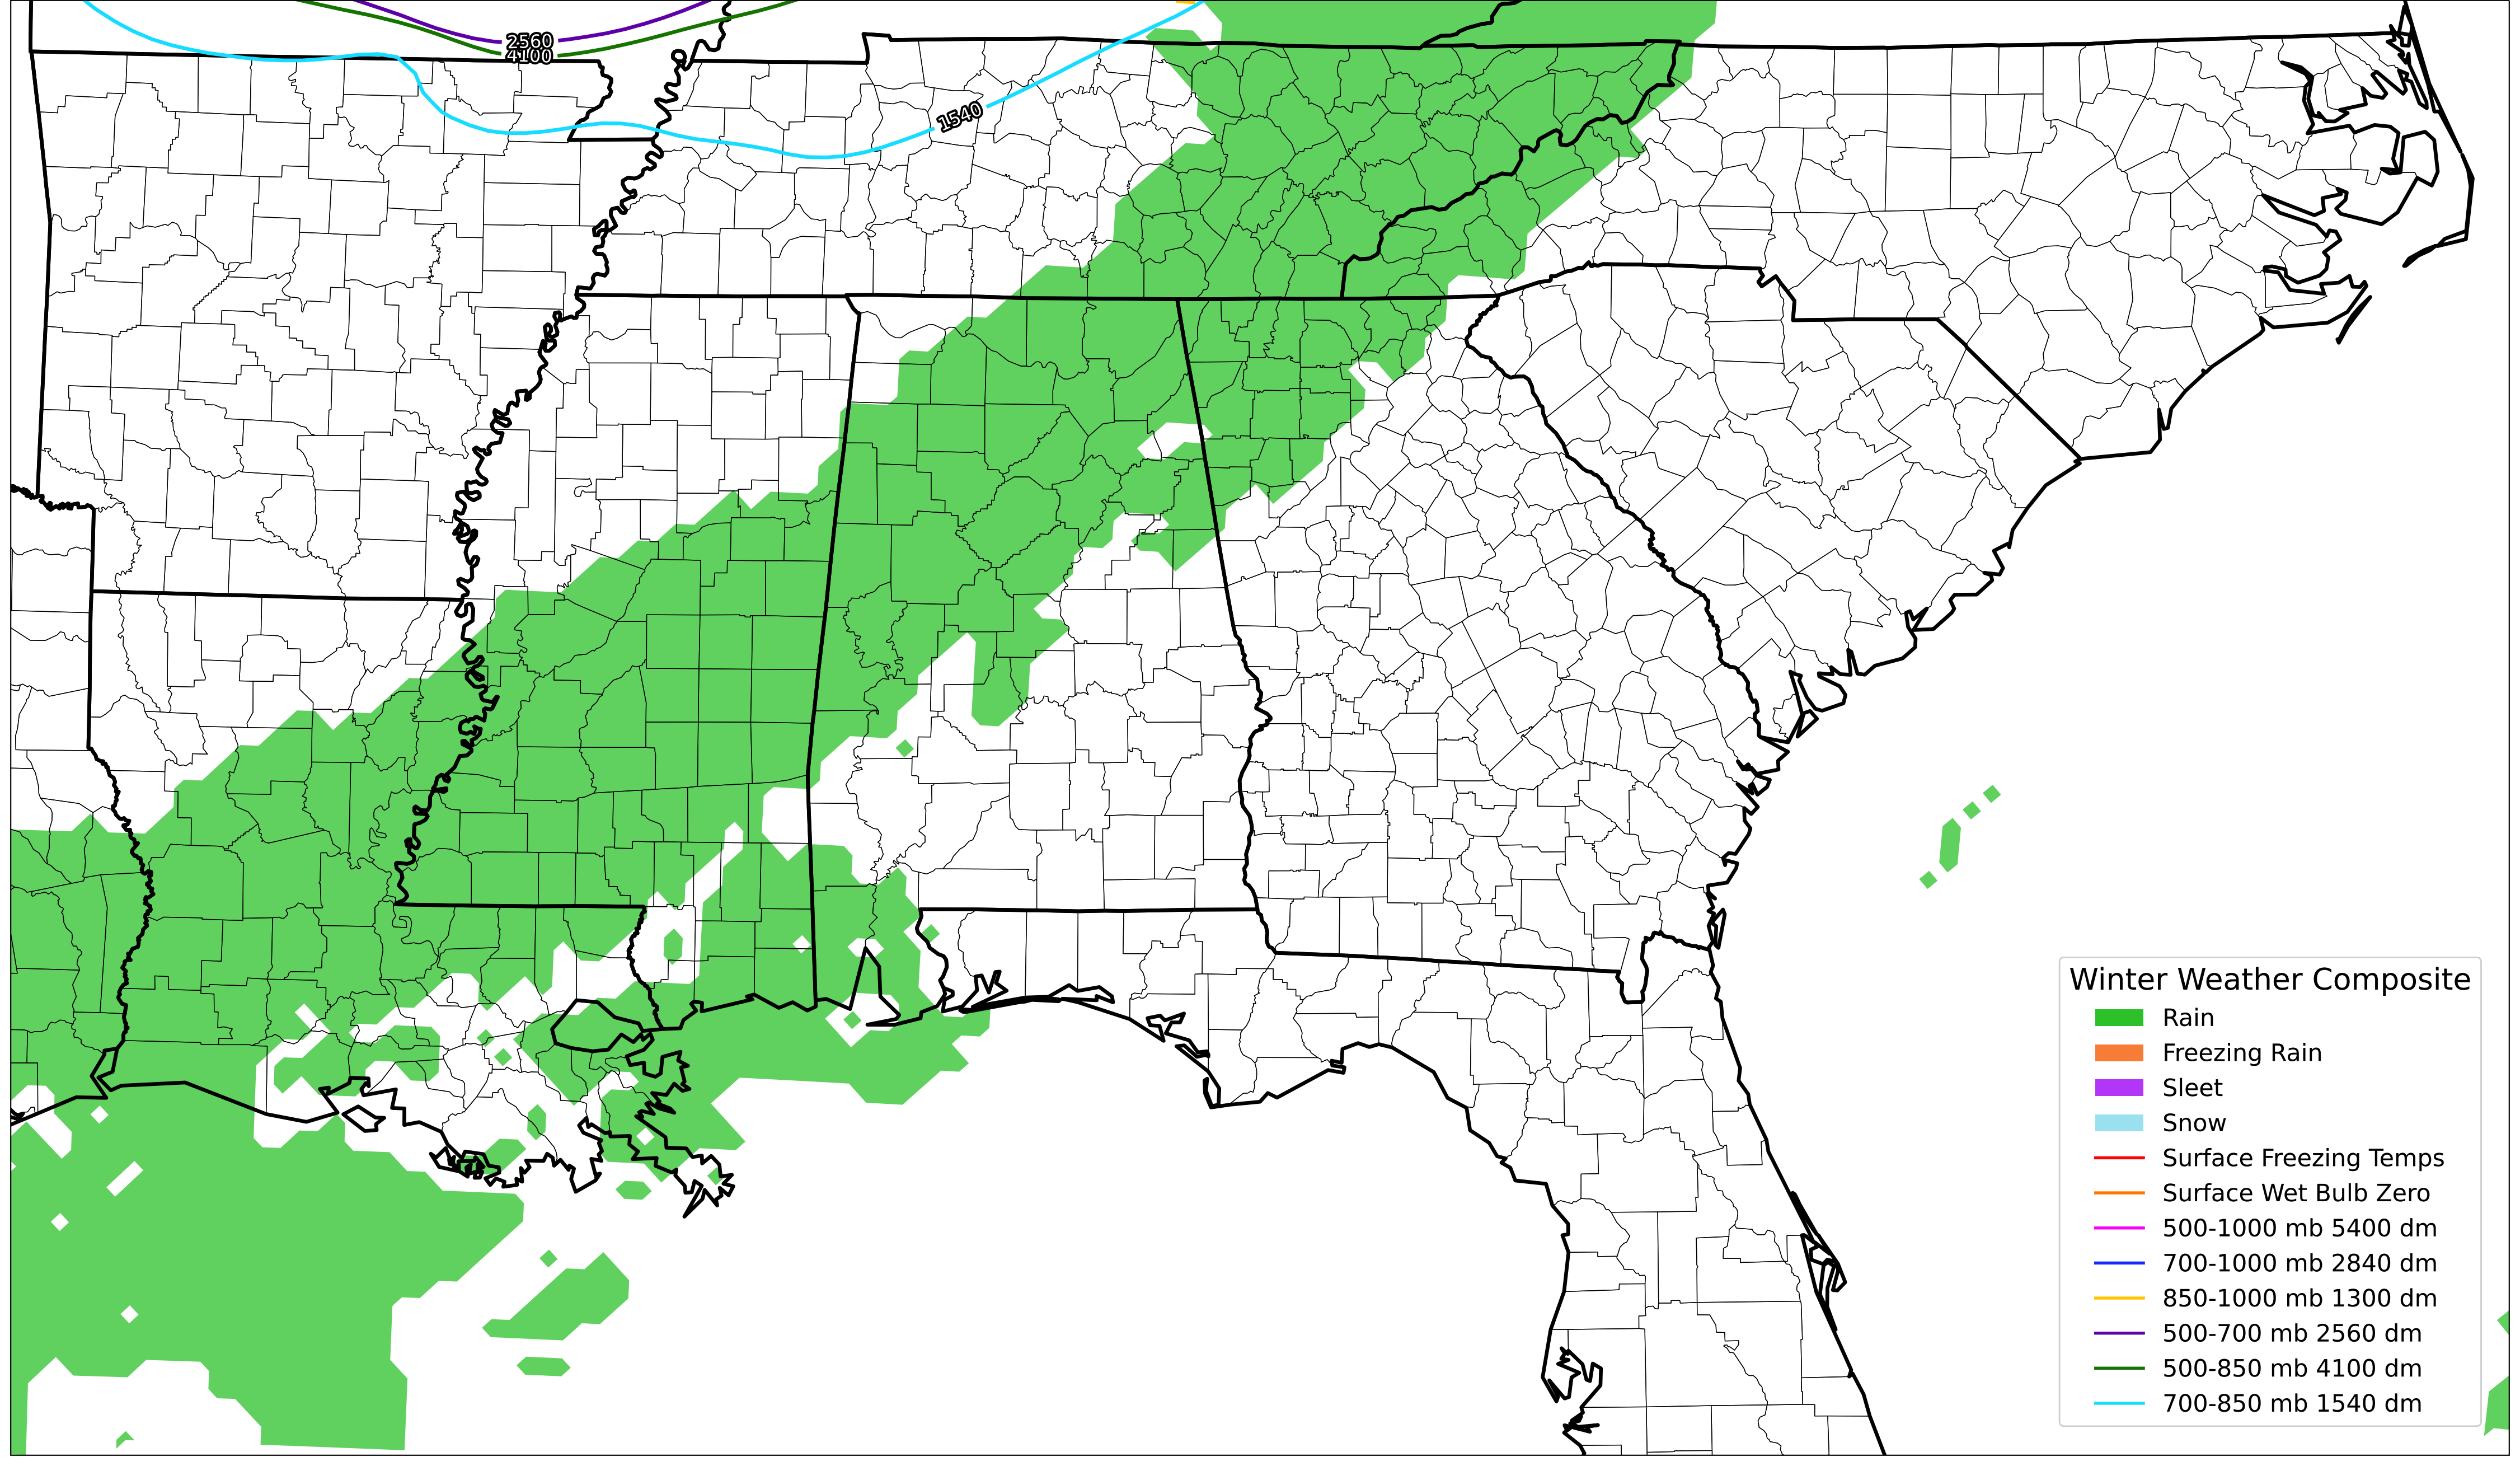 2560
4100
1540
Winter Weather Composite
Rain
Freezing Rain
Sleet
Snow
Surface Freezing Temps
Surface Wet Bulb Zero
500-1000 mb 5400 dm
700-1000 mb 2840 dm
850-1000 mb 1300 dm
500-700 mb 2560 dm
500-850 mb 4100 dm
700-850 mb 1540 dm